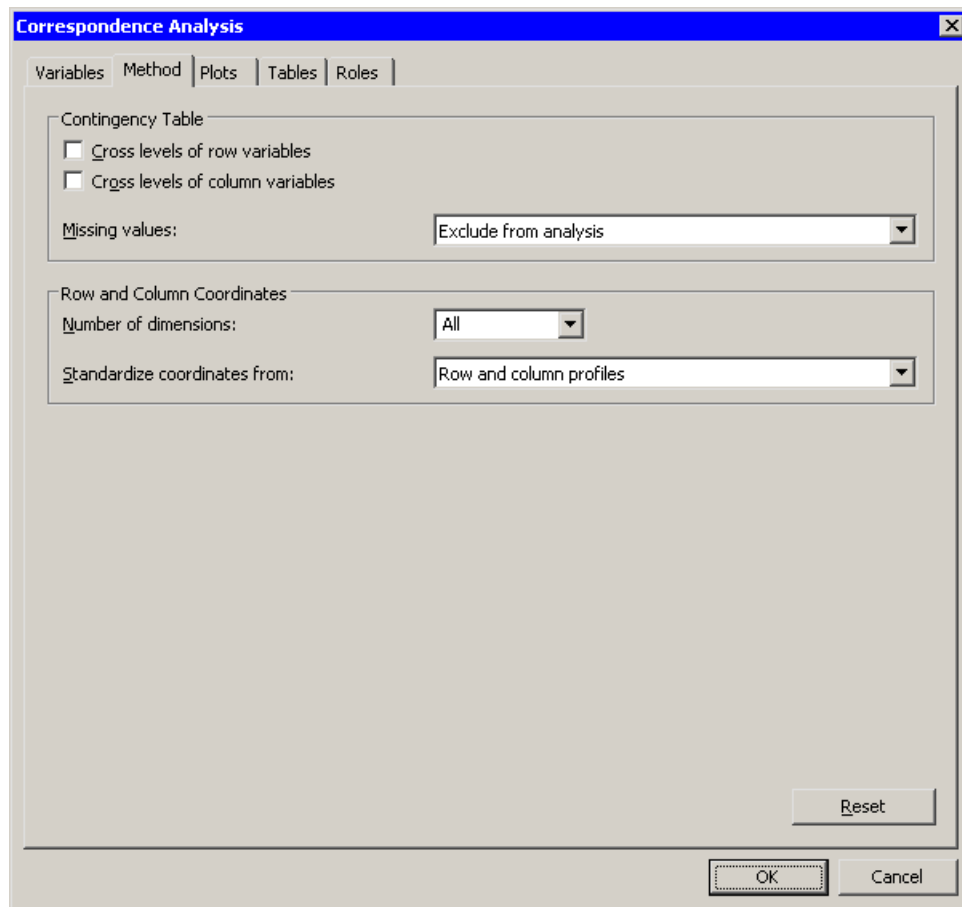 Correspondence Analysis
Variables Method Plots Tables Roles
Contingency Table
Cross levels of row variables
Cross levels of column variables
Missing values: Exclude from analysis
Row and Column Coordinates
Number of dimensions: All
Standardize coordinates from: Row and column profiles
Reset
OK Cancel